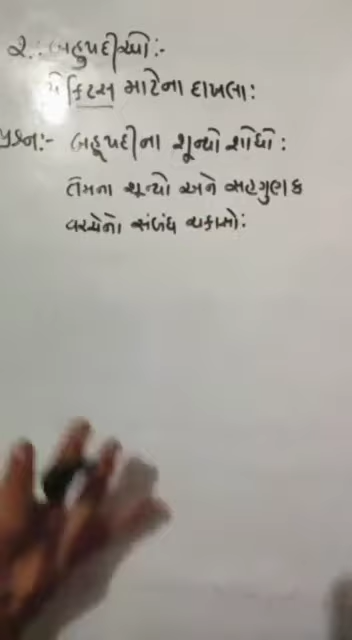 ૨.: બહુપદીઓ:-
પ્રેક્ટિસ માટેના દાખલા:
પ્રશ્ન:- બહૂપદીના શૂન્યો શોધો:
તેમના શૂન્યો અને સહગુણક
વચ્ચેનો સંબંધ ચકાસો: